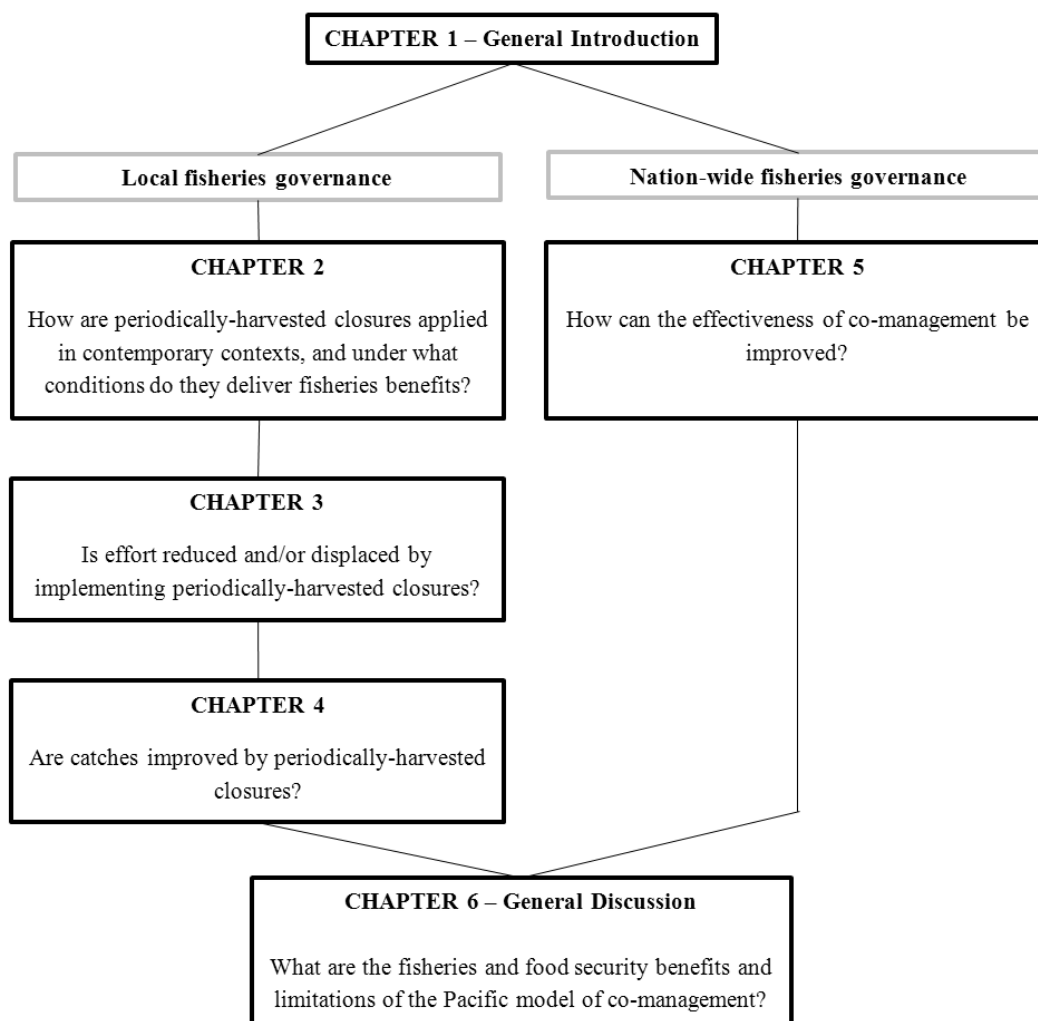 CHAPTER 1 – General Introduction
Local fisheries governance
Nation-wide fisheries governance
CHAPTER 2
How are periodically-harvested closures applied
in contemporary contexts, and under what
conditions do they deliver fisheries benefits?
CHAPTER 5
How can the effectiveness of co-management be
improved?
CHAPTER 3
Is effort reduced and/or displaced by
implementing periodically-harvested closures?
CHAPTER 4
Are catches improved by periodically-harvested
closures?
CHAPTER 6 – General Discussion
What are the fisheries and food security benefits and
limitations of the Pacific model of co-management?